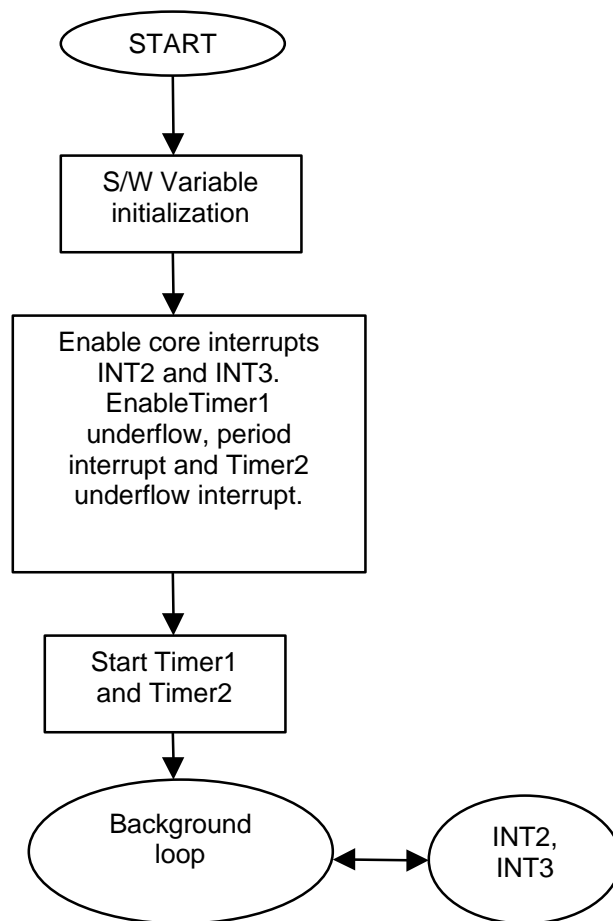 START
S/W Variable
initialization
Enable core interrupts
INT2 and INT3.
EnableTimer1
underflow, period
interrupt and Timer2
underflow interrupt.
Start Timer1
and Timer2
Background
loop
INT2,
INT3